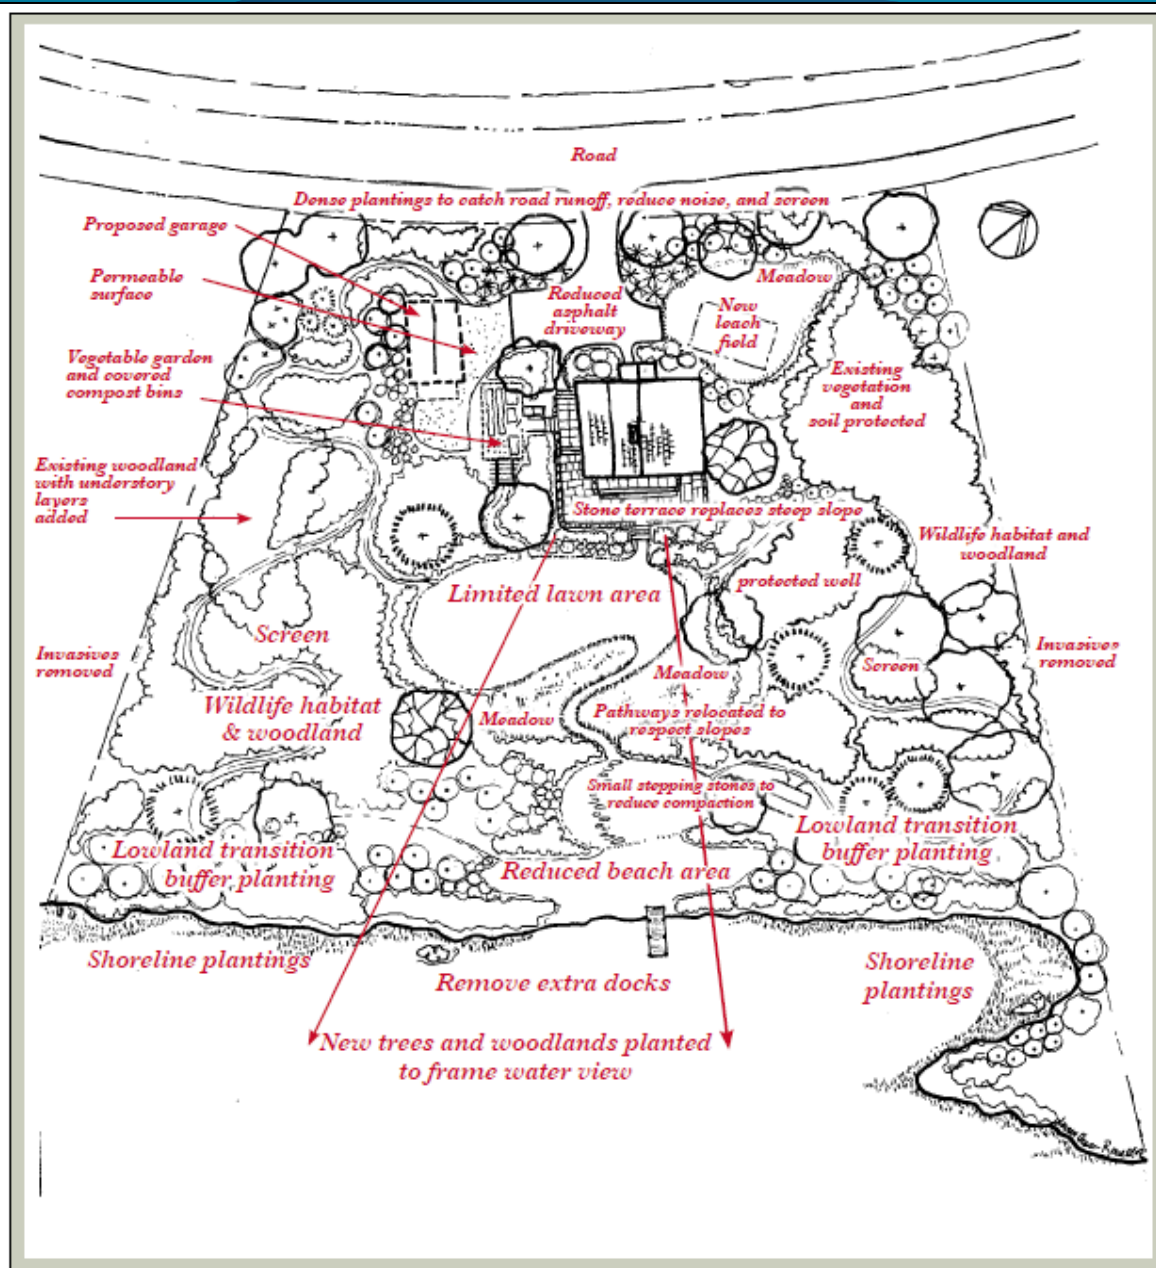 Road
Dense plantings to catch road runoff, reduce noise, and screen
Proposed garage
Permeable
surface
Meadow
Reduced
asphalt
driveway
New
leach
field
Vegetable garden
and covered
compost bins
Existing
vegetation
and
soil protected
Existing woodland
with understory
layers
added
Stone terrace replaces steep slope
Wildlife habitat and
woodland
protected well
Limited lawn area
Screen
Invasives
removed
Invasives
removed
Screen
Meadow
Wildlife habitat
& woodland
Meadow
Pathways relocated to
respect slopes
Small stepping stones to
reduce compaction
Lowland transition
buffer planting
Lowland transition
buffer planting
Reduced beach area
Shoreline plantings
Shoreline
plantings
Remove extra docks
New trees and woodlands planted
to frame water view